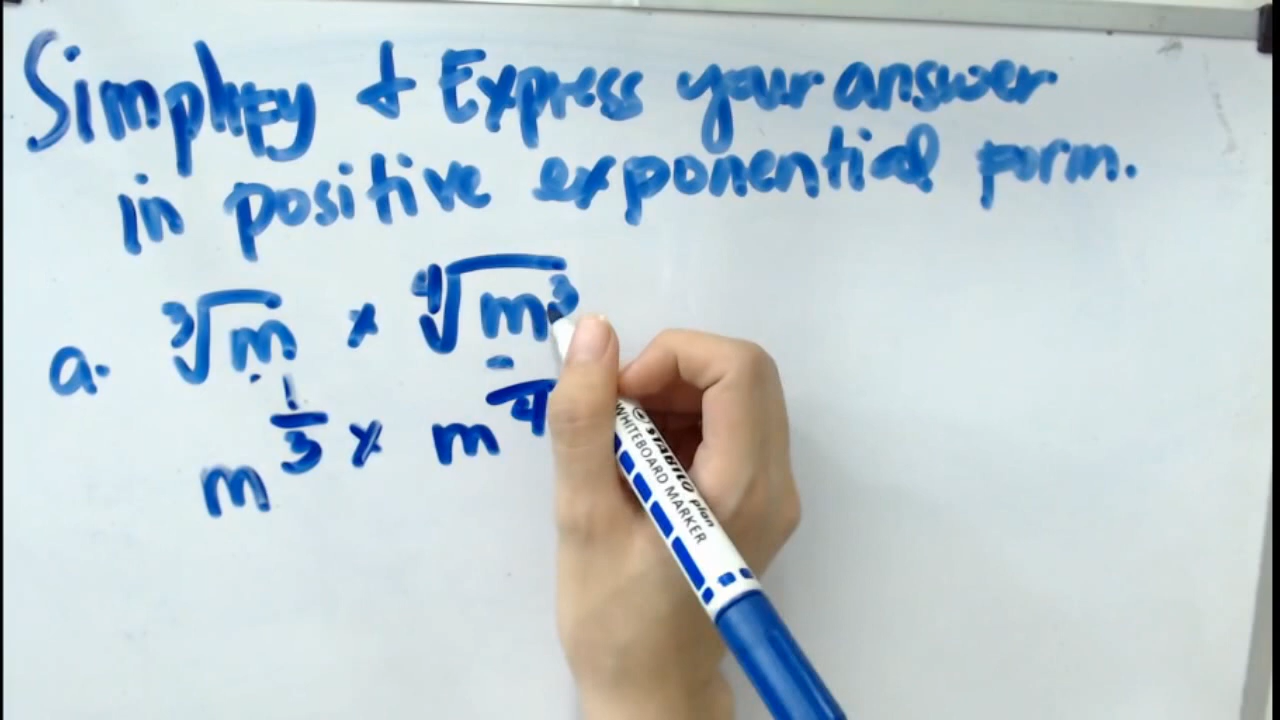 Simplify & Express your answer
in positive exponential form.
a. ∛m × ∜m³
m^(1/3) × m^( /4)
STABILO plan
WHITEBOARD MARKER